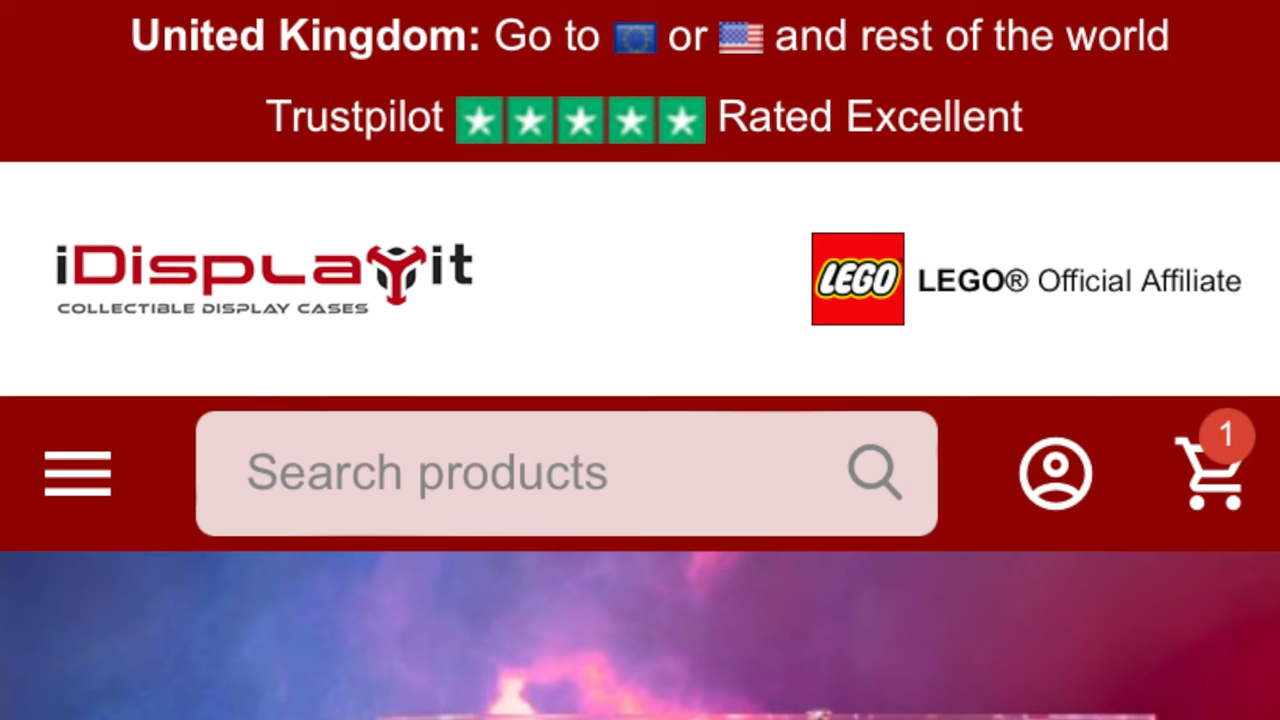 United Kingdom: Go to 🇪🇺 or 🇺🇸 and rest of the world
Trustpilot ★★★★★ Rated Excellent
iDisplayit
COLLECTIBLE DISPLAY CASES
LEGO LEGO® Official Affiliate
Search products
1